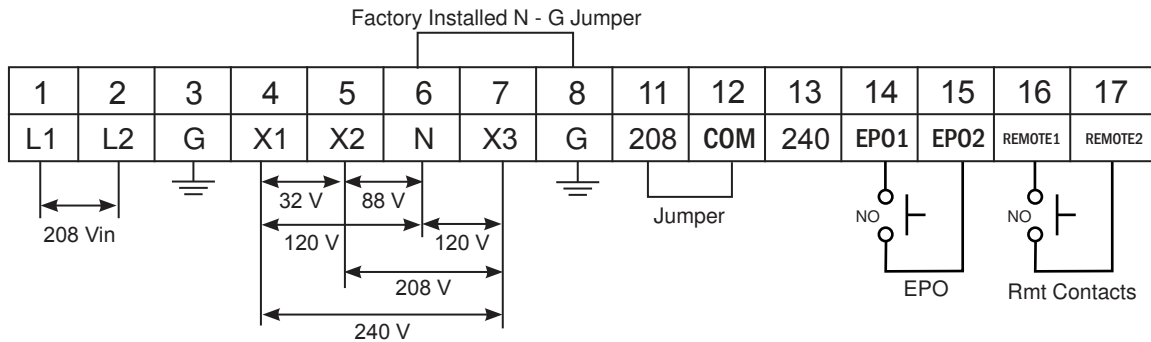 Factory Installed N - G Jumper
1 2 3 4 5 6 7 8 11 12 13 14 15 16 17
L1 L2 G X1 X2 N X3 G 208 COM 240 EPO1 EPO2 REMOTE1 REMOTE2
32 V 88 V
208 Vin
120 V 120 V
Jumper
NO NO
208 V
EPO Rmt Contacts
240 V